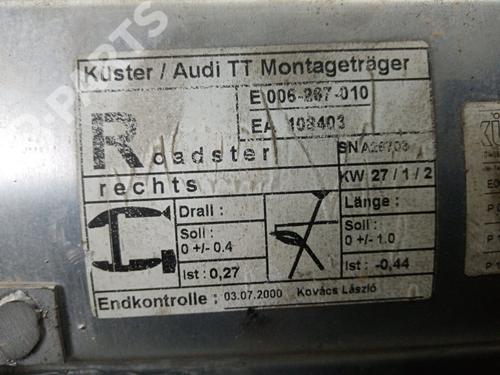 Küster / Audi TT Montageträger
E 006-267-010
EA 108403
Roadster
SN A26703
rechts
KW 27 / 1 / 2
Drall :
Länge :
Soll :
0 +/- 0.4
Soll :
0 +/- 1.0
Ist : 0,27
Ist : -0,44
Endkontrolle : 03.07.2000 Kovács László